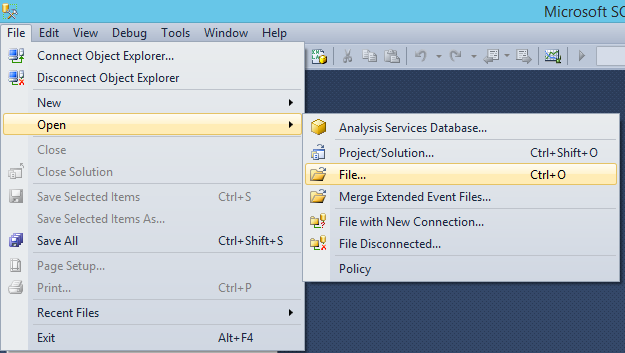 Microsoft SC
File Edit View Debug Tools Window Help
Connect Object Explorer...
Disconnect Object Explorer
New
Open
Close
Close Solution
Save Selected Items Ctrl+S
Save Selected Items As...
Save All Ctrl+Shift+S
Page Setup...
Print... Ctrl+P
Recent Files
Exit Alt+F4
Analysis Services Database...
Project/Solution... Ctrl+Shift+O
File... Ctrl+O
Merge Extended Event Files...
File with New Connection...
File Disconnected...
Policy